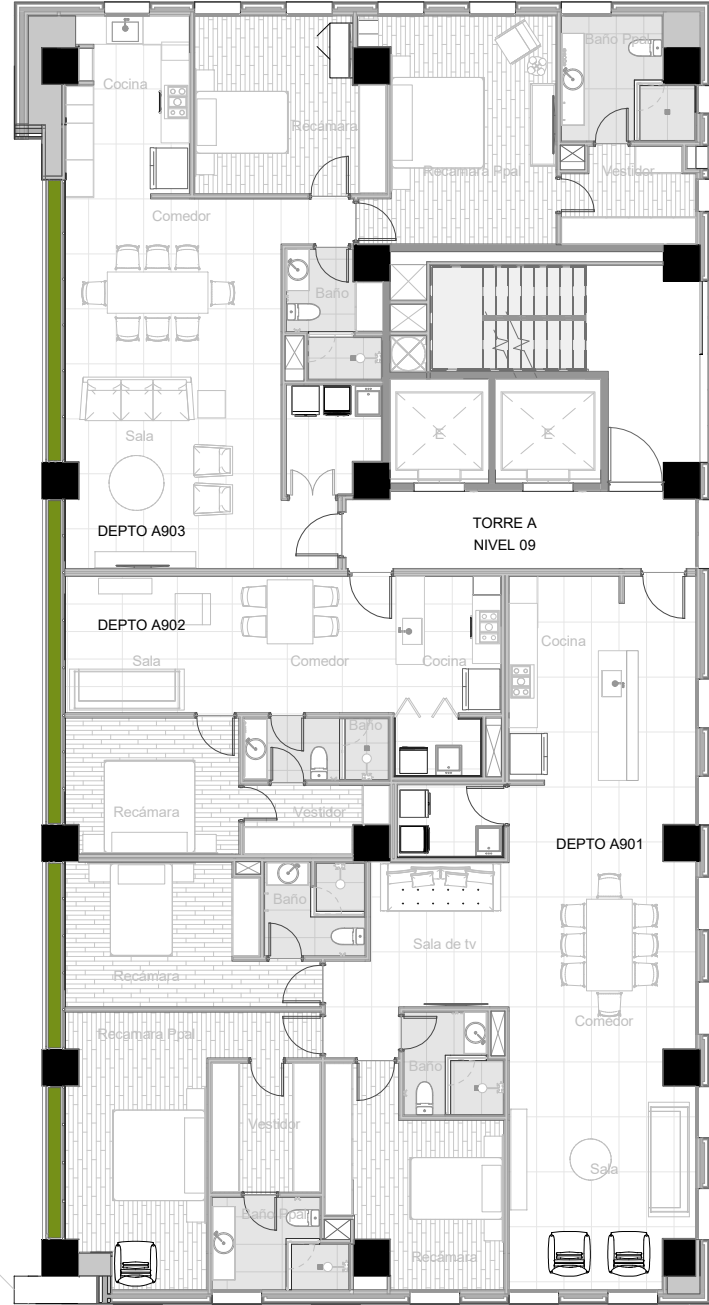 Baño Ppal
Cocina
Recámara
Recamara Ppal
Vestidor
Comedor
Baño
Sala
E
E
DEPTO A903
TORRE A
NIVEL 09
DEPTO A902
Sala
Comedor
Cocina
Cocina
Baño
Recámara
Vestidor
DEPTO A901
Baño
Sala de tv
Recámara
Comedor
Recamara Ppal
Baño
Vestidor
Sala
Baño Ppal
Recámara